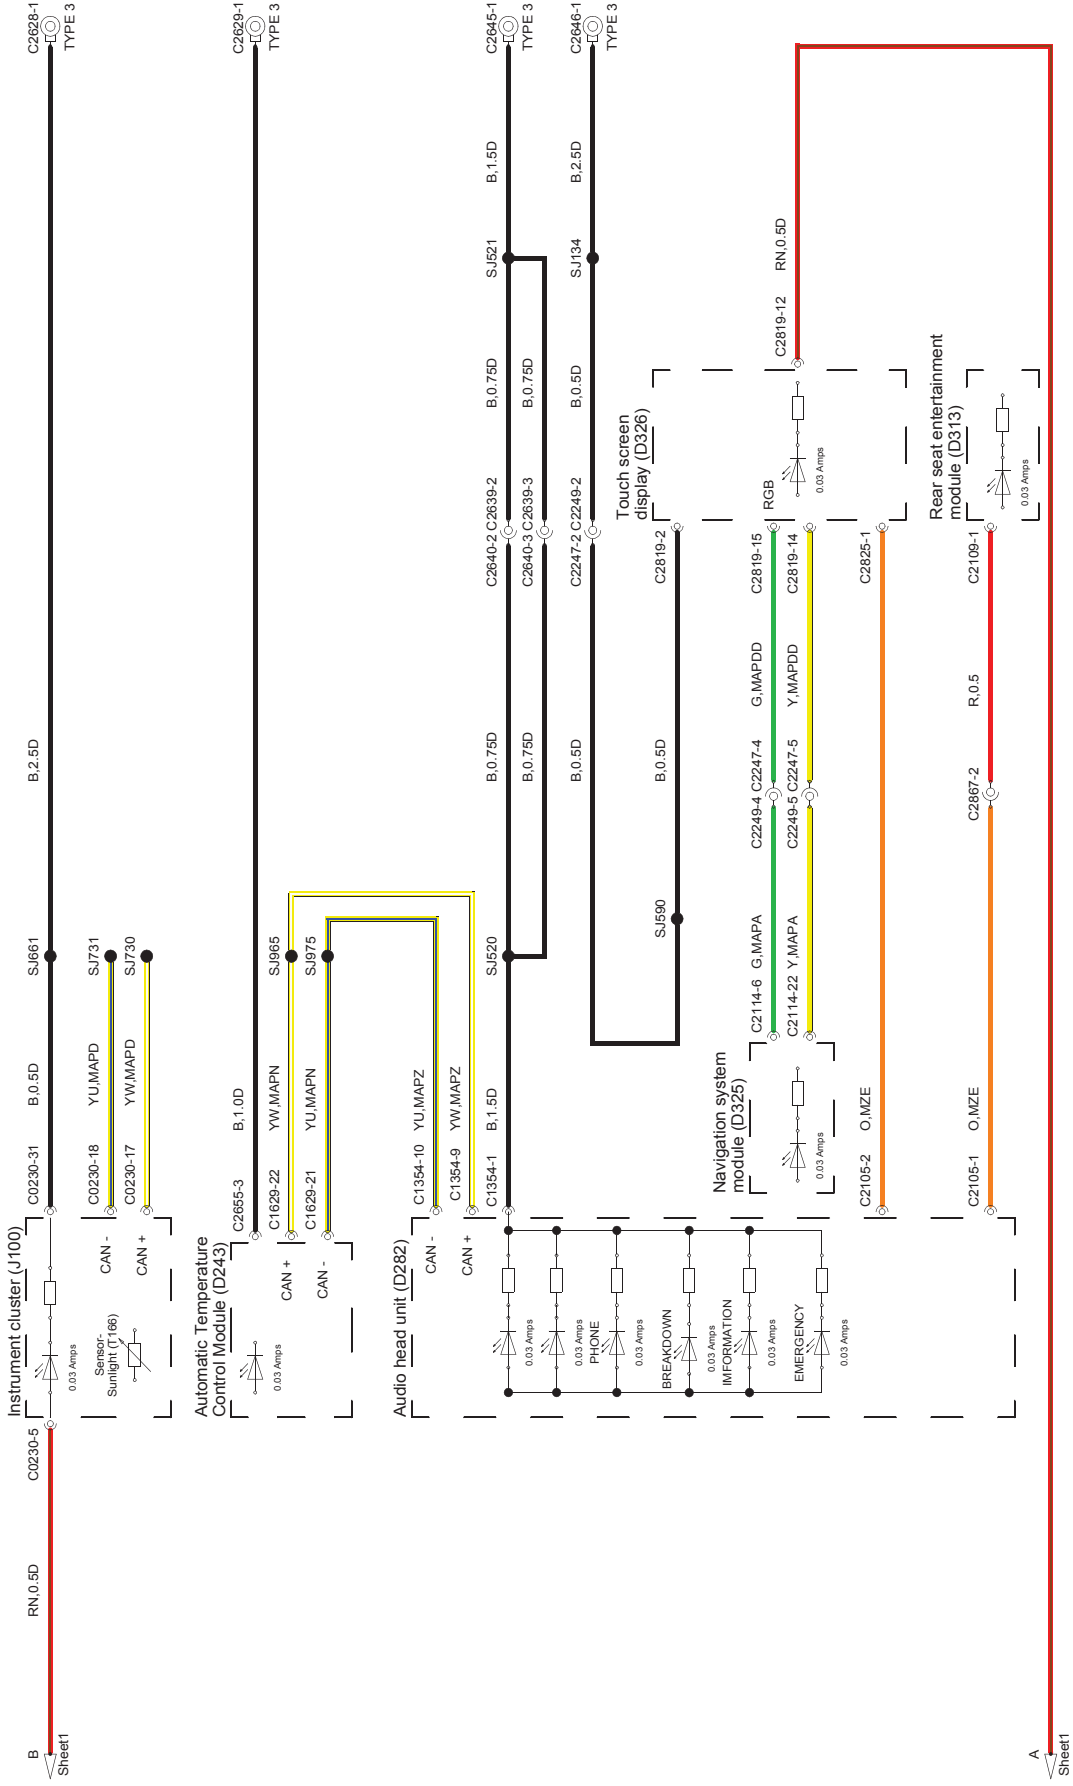 B
Sheet1
RN,0.5D
C0230-5
Instrument cluster (J100)
0.03 Amps
Sensor-
Sunlight (T166)
CAN -
CAN +
C0230-31
C0230-18
C0230-17
B,0.5D
YU,MAPD
YW,MAPD
SJ661
SJ731
SJ730
B,2.5D
C2628-1
TYPE 3
Automatic Temperature
Control Module (D243)
0.03 Amps
CAN +
CAN -
C2655-3
C1629-22
C1629-21
B,1.0D
YW,MAPN
YU,MAPN
SJ965
SJ975
C2629-1
TYPE 3
Audio head unit (D282)
CAN -
CAN +
0.03 Amps
0.03 Amps
PHONE
0.03 Amps
BREAKDOWN
0.03 Amps
IMFORMATION
0.03 Amps
EMERGENCY
0.03 Amps
C1354-10
C1354-9
C1354-1
YU,MAPZ
YW,MAPZ
B,1.5D
SJ520
B,0.75D
B,0.75D
C2640-2
C2639-2
C2640-3
C2639-3
B,0.75D
B,0.75D
SJ521
B,1.5D
C2645-1
TYPE 3
B,0.5D
C2247-2
C2249-2
B,0.5D
SJ134
B,2.5D
C2646-1
TYPE 3
SJ590
B,0.5D
C2819-2
Touch screen
display (D326)
RGB
0.03 Amps
C2819-12
RN,0.5D
Navigation system
module (D325)
0.03 Amps
C2114-6
G,MAPA
C2249-4
C2247-4
G,MAPDD
C2819-15
C2114-22
Y,MAPA
C2249-5
C2247-5
Y,MAPDD
C2819-14
C2105-2
O,MZE
C2825-1
C2105-1
O,MZE
C2867-2
R,0.5
C2109-1
Rear seat entertainment
module (D313)
0.03 Amps
A
Sheet1